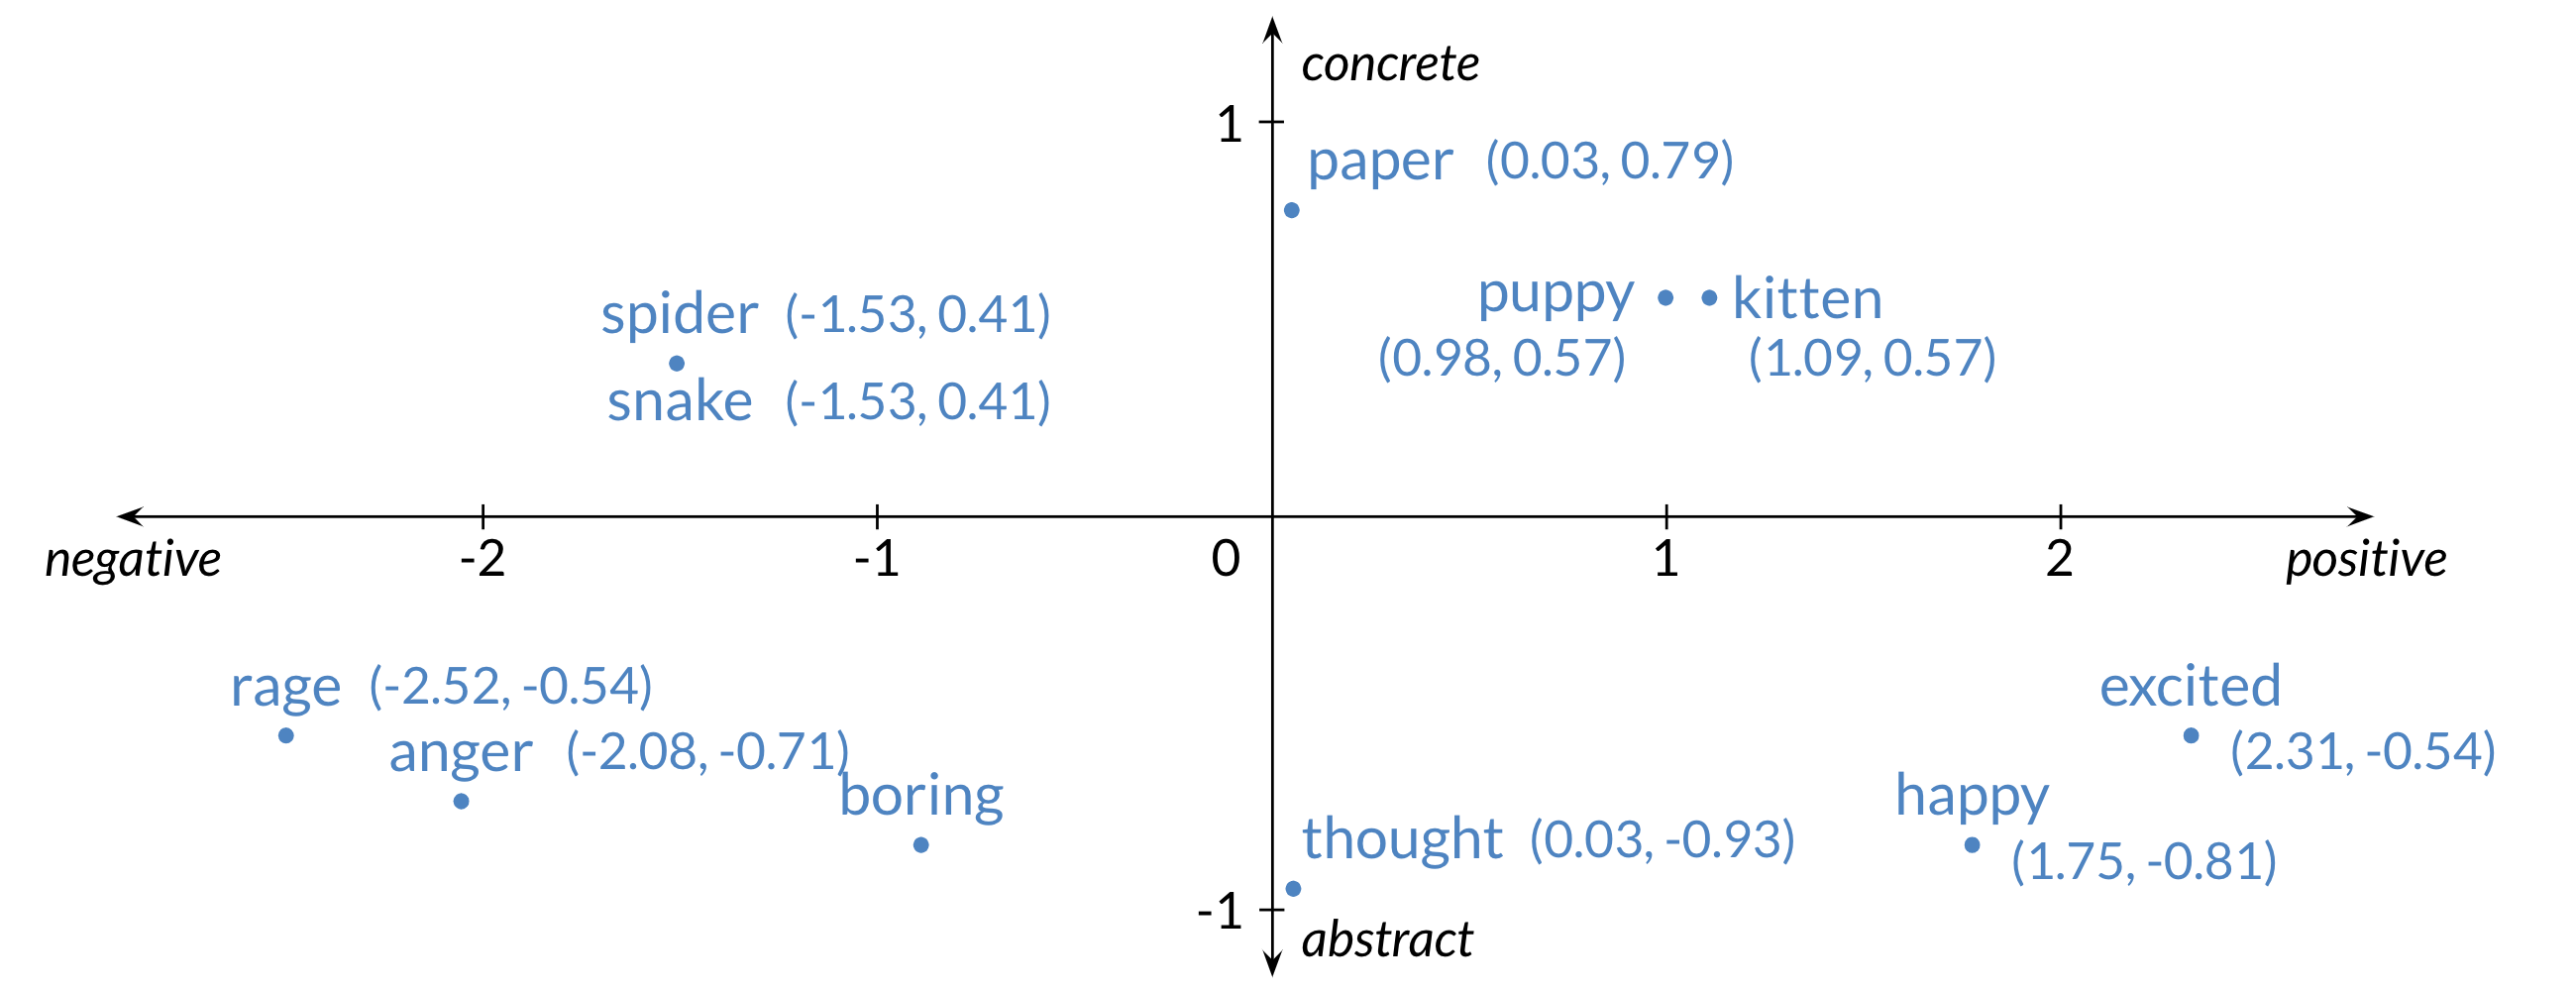 concrete
1
paper (0.03, 0.79)
puppy kitten
(0.98, 0.57) (1.09, 0.57)
spider (-1.53, 0.41)
snake (-1.53, 0.41)
negative -2 -1 0 1 2 positive
rage (-2.52, -0.54)
anger (-2.08, -0.71)
boring
excited
(2.31, -0.54)
happy
(1.75, -0.81)
thought (0.03, -0.93)
-1
abstract